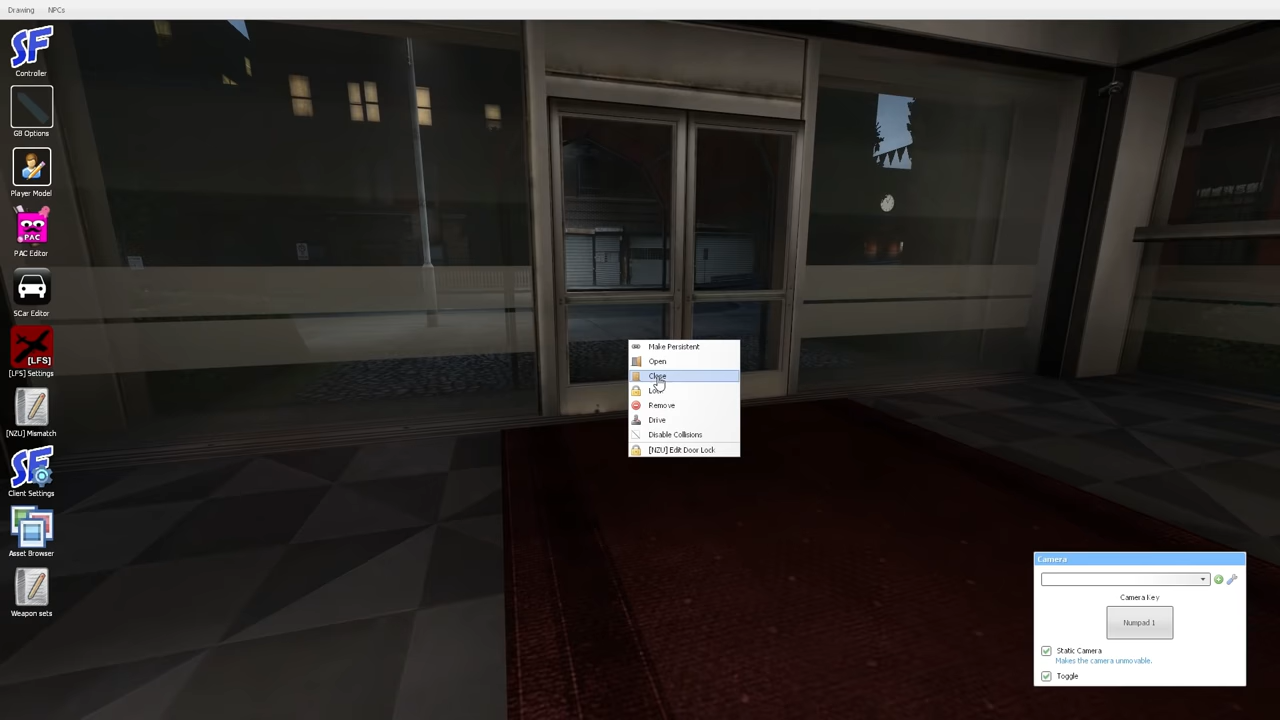 Drawing NPCs
SF
Controller
GB Options
Player Model
PAC
PAC Editor
SCar Editor
[LFS]
[LFS] Settings
[NZU] Mismatch
SF
Client Settings
Asset Browser
Weapon sets
Make Persistent
Open
Close
Lock
Remove
Drive
Disable Collisions
[NZU] Edit Door Lock
Camera
Camera Key
Numpad 1
Static Camera
Makes the camera unmovable.
Toggle